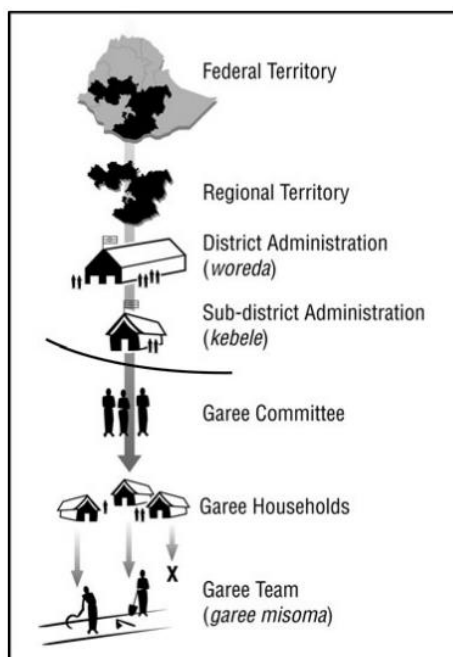 Federal Territory
Regional Territory
District Administration
(woreda)
Sub-district Administration
(kebele)
Garee Committee
Garee Households
X
Garee Team
(garee misoma)